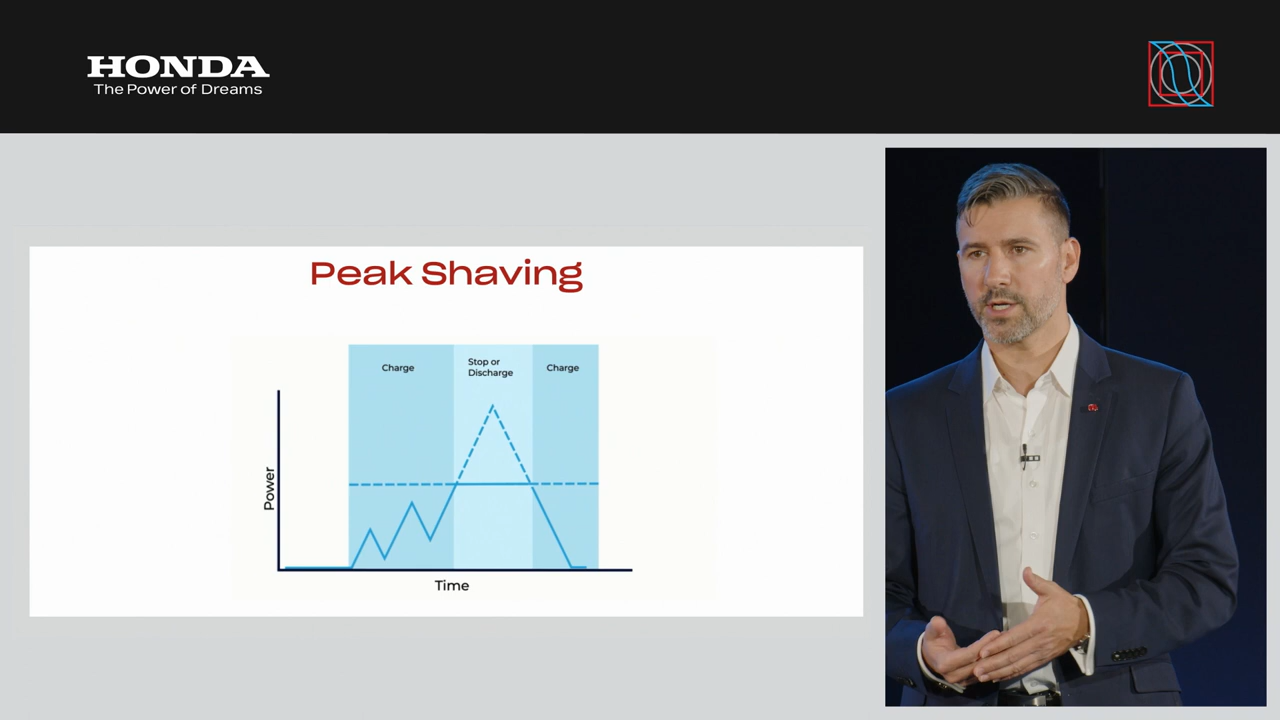 HONDA
The Power of Dreams
Peak Shaving
Charge
Stop or
Discharge
Charge
Power
Time